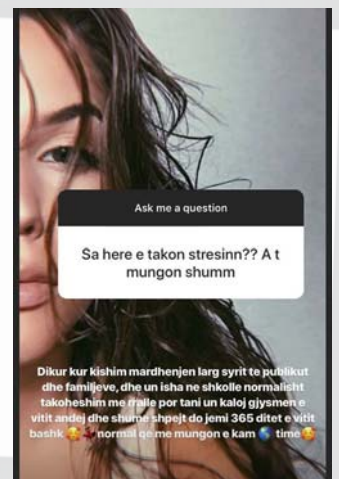 Ask me a question
Sa here e takon stresinn?? A t
mungon shumm
Dikur kur kishim mardhenjen larg syrit te publikut
dhe familjeve, dhe un isha ne shkolle normalisht
takoheshim me rralle por tani un kaloj gjysmen e
vitit andej dhe shume shpejt do jemi 365 ditet e vitit
bashk 🥰💃 normal qe me mungon e kam 🌎 time 🥰